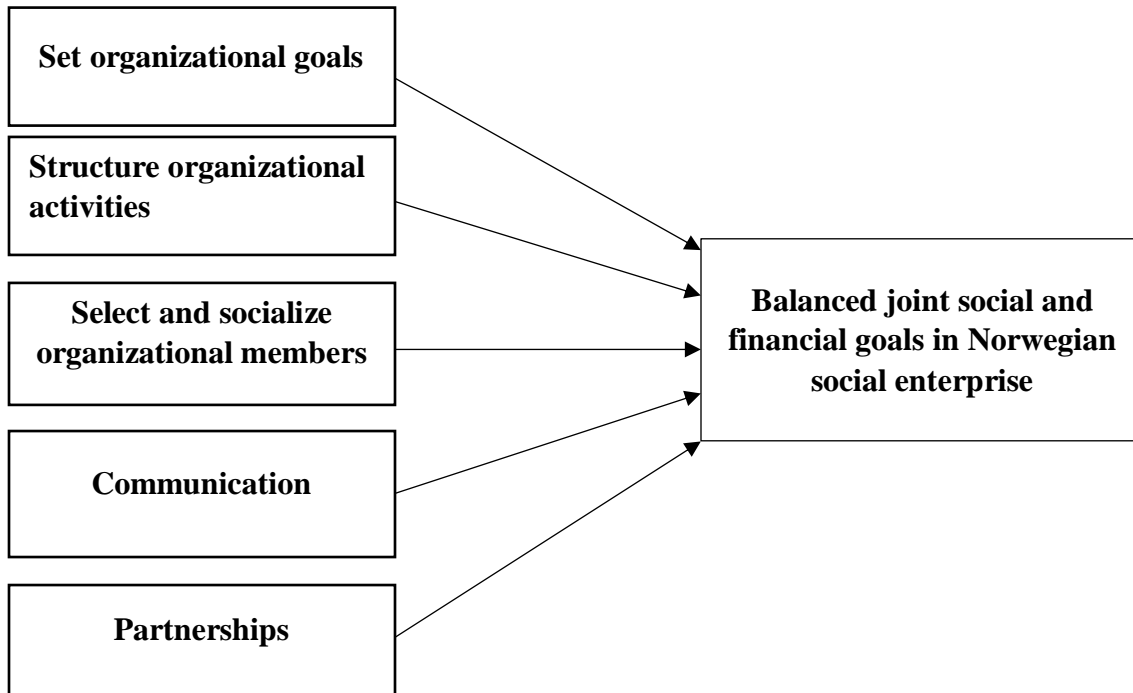 Set organizational goals
Structure organizational
activities
Select and socialize
organizational members
Communication
Partnerships
Balanced joint social and
financial goals in Norwegian
social enterprise